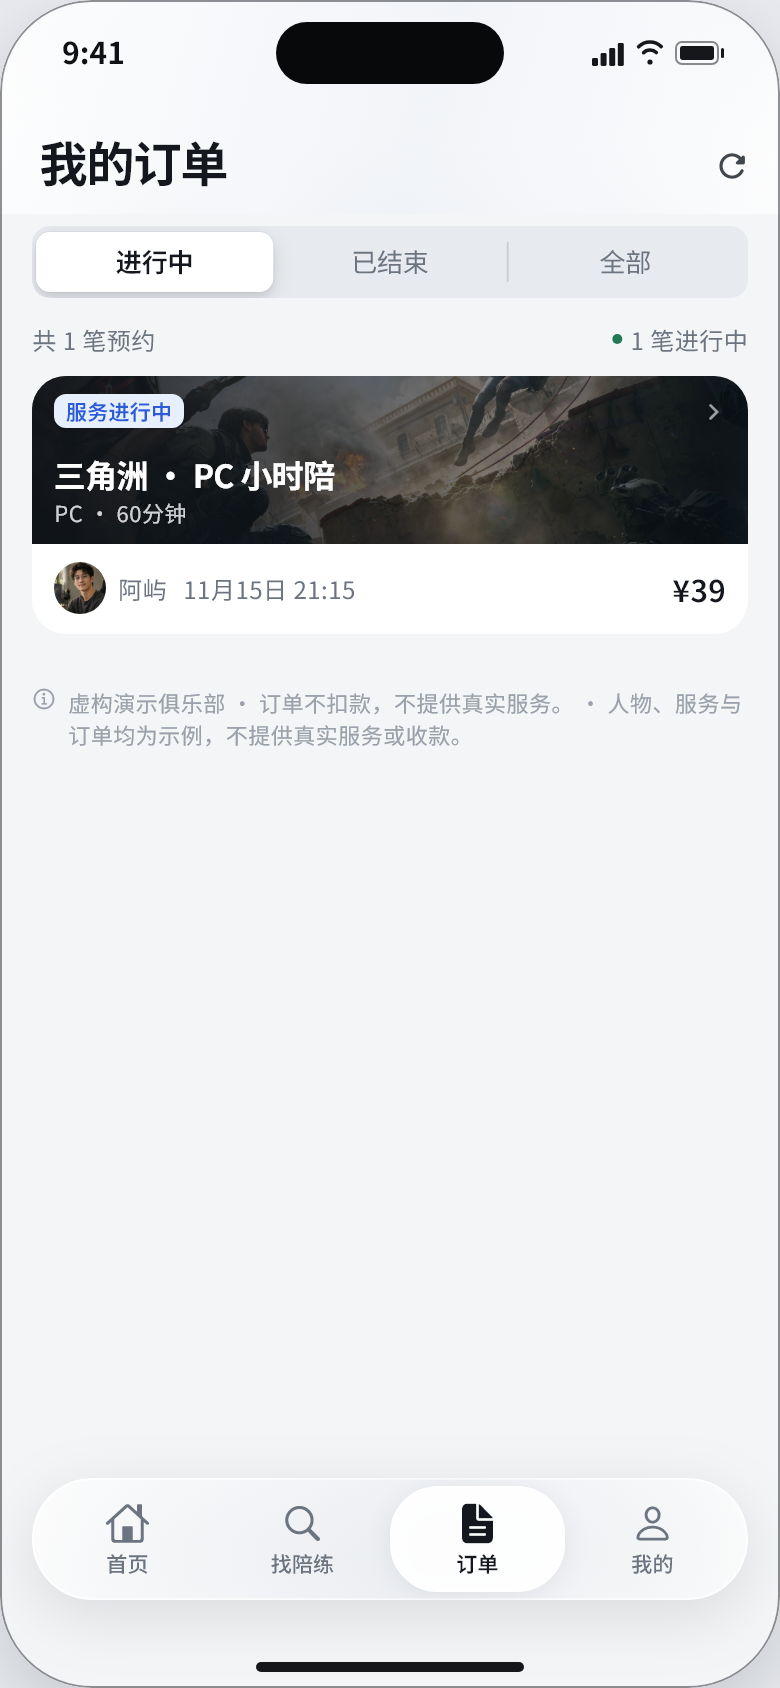 9:41
我的订单
进行中
已结束
全部
共 1 笔预约
1 笔进行中
服务进行中
三角洲 · PC 小时陪
PC · 60分钟
阿屿 11月15日 21:15
¥39
虚构演示俱乐部 · 订单不扣款，不提供真实服务。 · 人物、服务与
订单均为示例，不提供真实服务或收款。
首页
找陪练
订单
我的